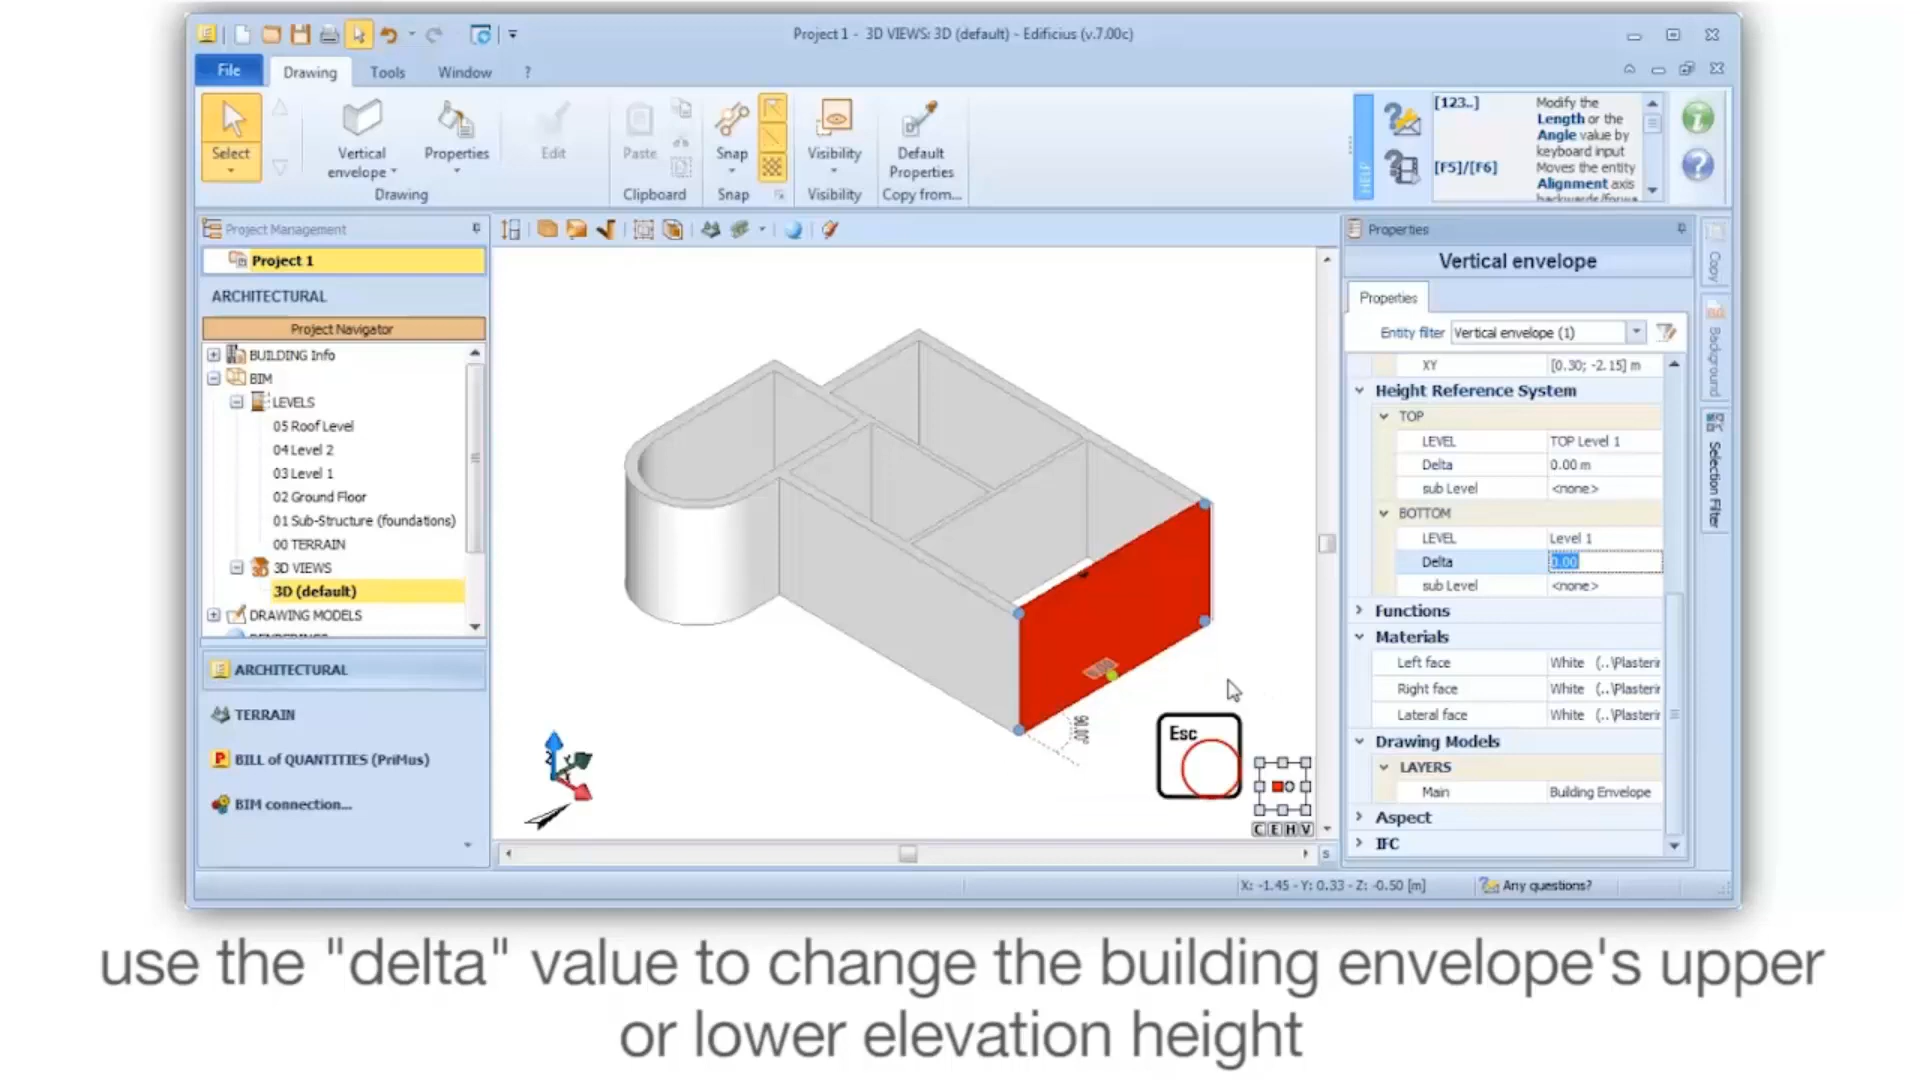 Project 1 - 3D VIEWS: 3D (default) - Edificius (v.7.00c)
File
Drawing
Tools
Window
?
Select
Vertical
envelope
Properties
Drawing
Edit
Paste
Clipboard
Snap
Snap
Visibility
Visibility
Default
Properties
Copy from...
HELP
[123..]
Modify the
Length or the
Angle value by
keyboard input
[F5]/[F6]
Moves the entity
Alignment axis
Project Management
Project 1
ARCHITECTURAL
Project Navigator
BUILDING Info
BIM
LEVELS
05 Roof Level
04 Level 2
03 Level 1
02 Ground Floor
01 Sub-Structure (foundations)
00 TERRAIN
3D VIEWS
3D (default)
DRAWING MODELS
ARCHITECTURAL
TERRAIN
BILL of QUANTITIES (PriMus)
BIM connection...
90.00°
Esc
C E H V
S
Properties
Vertical envelope
Properties
Entity filter Vertical envelope (1)
XY [0.30; -2.15] m
Height Reference System
TOP
LEVEL TOP Level 1
Delta 0.00 m
sub Level <none>
BOTTOM
LEVEL Level 1
Delta 0.00
sub Level <none>
Functions
Materials
Left face White (..\Plasterir
Right face White (..\Plasterir
Lateral face White (..\Plasterir
Drawing Models
LAYERS
Main Building Envelope
Aspect
IFC
Copy
Background
Selection Filter
X: -1.45 - Y: 0.33 - Z: -0.50 [m]
Any questions?
use the "delta" value to change the building envelope's upper
or lower elevation height